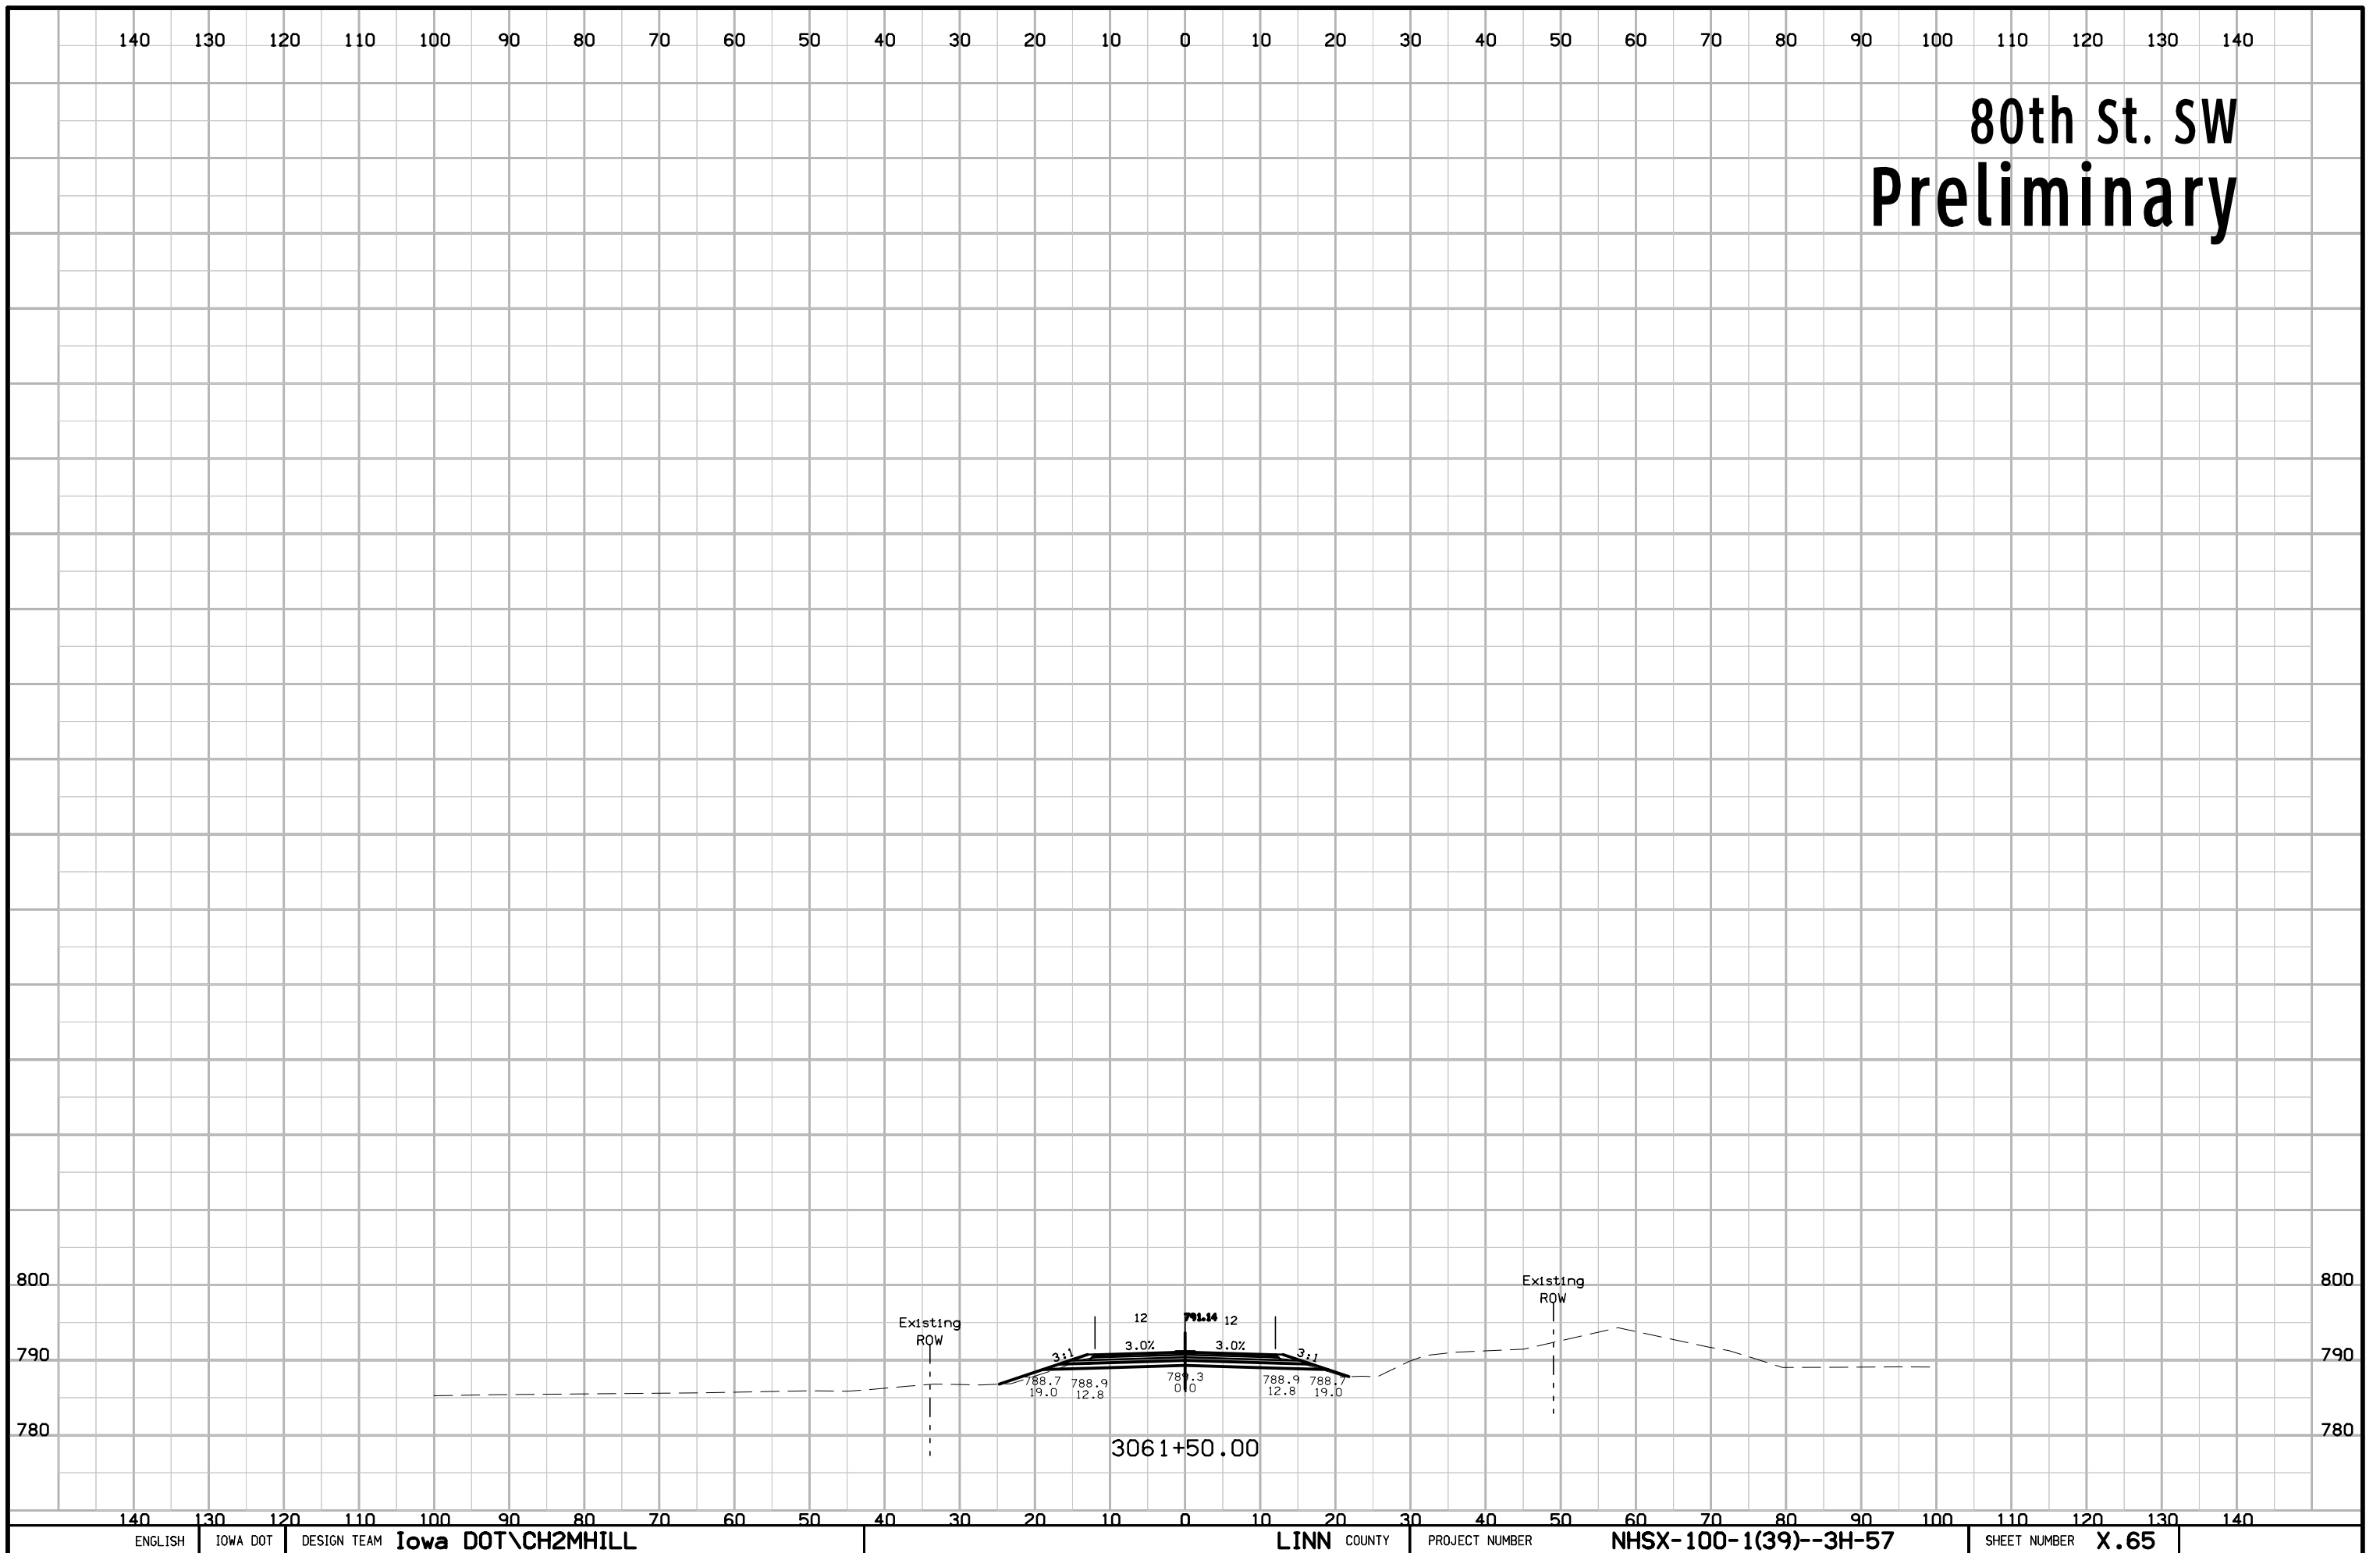 140 130 120 110 100 90 80 70 60 50 40 30 20 10 0 10 20 30 40 50 60 70 80 90 100 110 120 130 140
80th St. SW
Preliminary
800 Existing 800
ROW
Existing 12 791.14 12
ROW 3.0% 3.0%
790 3:1 3:1 790
788.7 788.9 789.3 788.9 788.7
19.0 12.8 0.0 12.8 19.0
780 780
3061+50.00
140 130 120 110 100 90 80 70 60 50 40 30 20 10 0 10 20 30 40 50 60 70 80 90 100 110 120 130 140
ENGLISH IOWA DOT DESIGN TEAM Iowa DOT\CH2MHILL LINN COUNTY PROJECT NUMBER NHSX-100-1(39)--3H-57 SHEET NUMBER X.65